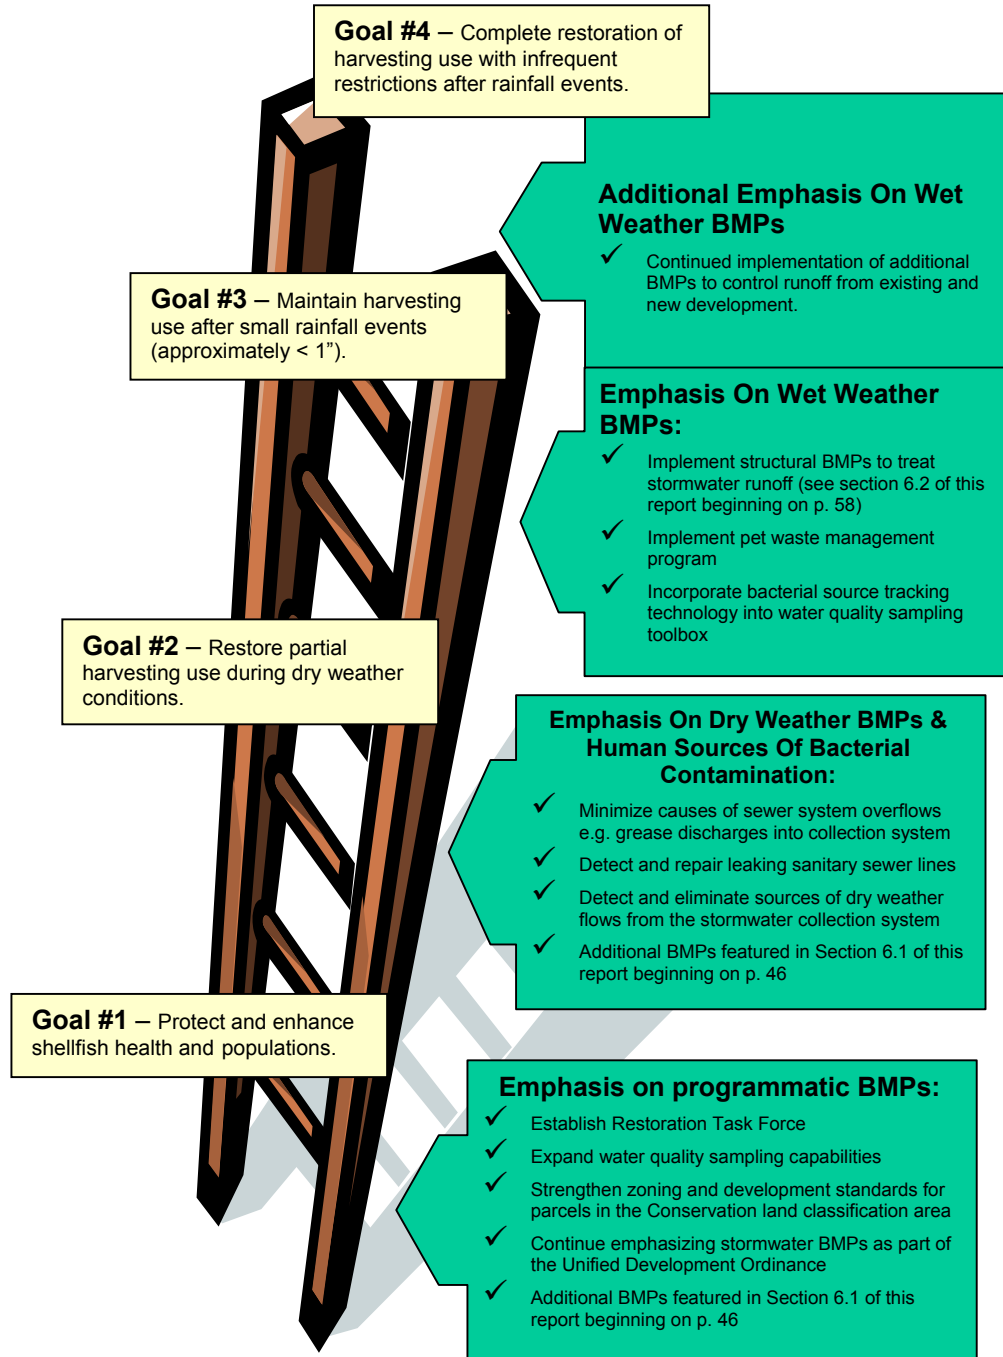 Goal #4 – Complete restoration of
harvesting use with infrequent
restrictions after rainfall events.
Additional Emphasis On Wet
Weather BMPs
✓ Continued implementation of additional
BMPs to control runoff from existing and
new development.
Goal #3 – Maintain harvesting
use after small rainfall events
(approximately < 1”).
Emphasis On Wet Weather
BMPs:
✓ Implement structural BMPs to treat
stormwater runoff (see section 6.2 of this
report beginning on p. 58)
✓ Implement pet waste management
program
✓ Incorporate bacterial source tracking
technology into water quality sampling
toolbox
Goal #2 – Restore partial
harvesting use during dry weather
conditions.
Emphasis On Dry Weather BMPs &
Human Sources Of Bacterial
Contamination:
✓ Minimize causes of sewer system overflows
e.g. grease discharges into collection system
✓ Detect and repair leaking sanitary sewer lines
✓ Detect and eliminate sources of dry weather
flows from the stormwater collection system
✓ Additional BMPs featured in Section 6.1 of this
report beginning on p. 46
Goal #1 – Protect and enhance
shellfish health and populations.
Emphasis on programmatic BMPs:
✓ Establish Restoration Task Force
✓ Expand water quality sampling capabilities
✓ Strengthen zoning and development standards for
parcels in the Conservation land classification area
✓ Continue emphasizing stormwater BMPs as part of
the Unified Development Ordinance
✓ Additional BMPs featured in Section 6.1 of this
report beginning on p. 46